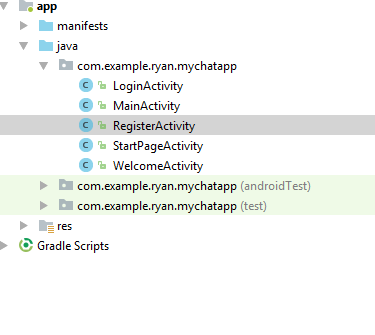 app
manifests
java
com.example.ryan.mychatapp
LoginActivity
MainActivity
RegisterActivity
StartPageActivity
WelcomeActivity
com.example.ryan.mychatapp (androidTest)
com.example.ryan.mychatapp (test)
res
Gradle Scripts